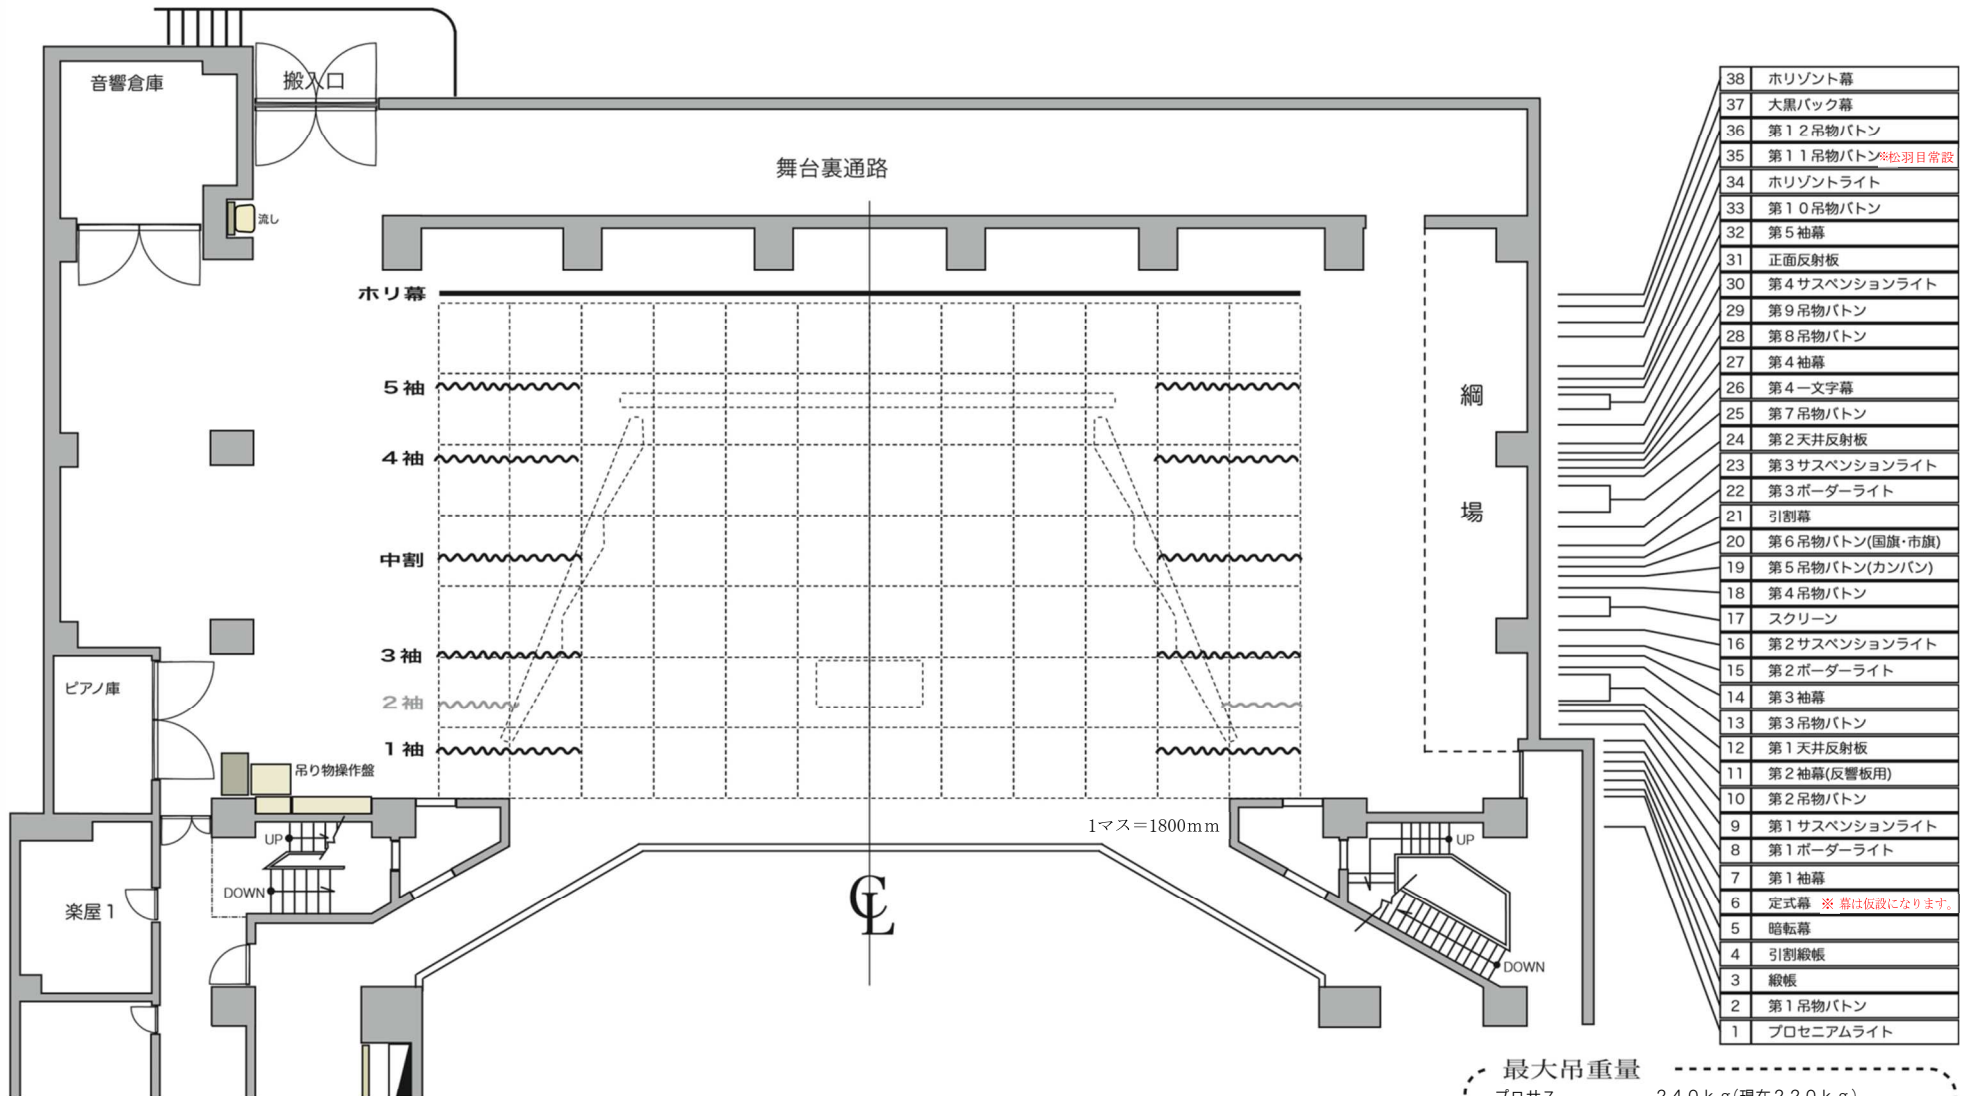 音響倉庫
搬入口
舞台裏通路
流し
ホリ幕
5袖
4袖
中割
3袖
2袖
1袖
綱
場
ピアノ庫
吊り物操作盤
1マス=1800mm
UP
DOWN
UP
DOWN
楽屋1
CL
38 ホリゾント幕
37 大黒バック幕
36 第12吊物バトン
35 第11吊物バトン ※松羽目常設
34 ホリゾントライト
33 第10吊物バトン
32 第5袖幕
31 正面反射板
30 第4サスペンションライト
29 第9吊物バトン
28 第8吊物バトン
27 第4袖幕
26 第4一文字幕
25 第7吊物バトン
24 第2天井反射板
23 第3サスペンションライト
22 第3ボーダーライト
21 引割幕
20 第6吊物バトン(国旗・市旗)
19 第5吊物バトン(カンバン)
18 第4吊物バトン
17 スクリーン
16 第2サスペンションライト
15 第2ボーダーライト
14 第3袖幕
13 第3吊物バトン
12 第1天井反射板
11 第2袖幕(反響板用)
10 第2吊物バトン
9 第1サスペンションライト
8 第1ボーダーライト
7 第1袖幕
6 定式幕 ※ 幕は仮設になります。
5 暗転幕
4 引割緞帳
3 緞帳
2 第1吊物バトン
1 プロセニアムライト
最大吊重量
プロサス 240kg(現在220kg)